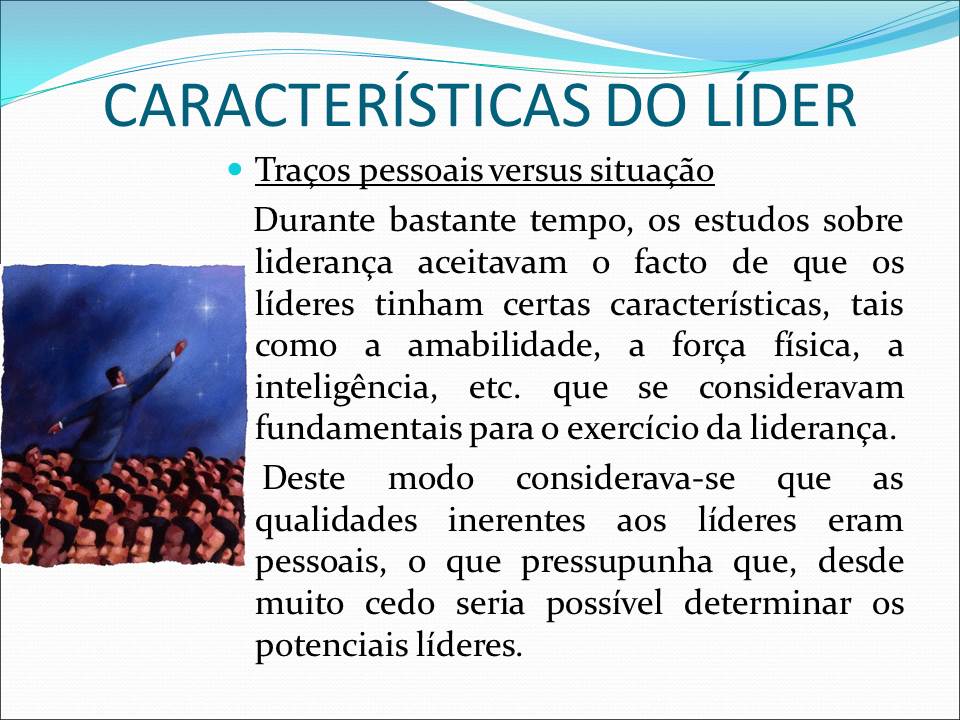 CARACTERÍSTICAS DO LÍDER
• Traços pessoais versus situação
Durante bastante tempo, os estudos sobre
liderança aceitavam o facto de que os
líderes tinham certas características, tais
como a amabilidade, a força física, a
inteligência, etc. que se consideravam
fundamentais para o exercício da liderança.
Deste modo considerava-se que as
qualidades inerentes aos líderes eram
pessoais, o que pressupunha que, desde
muito cedo seria possível determinar os
potenciais líderes.